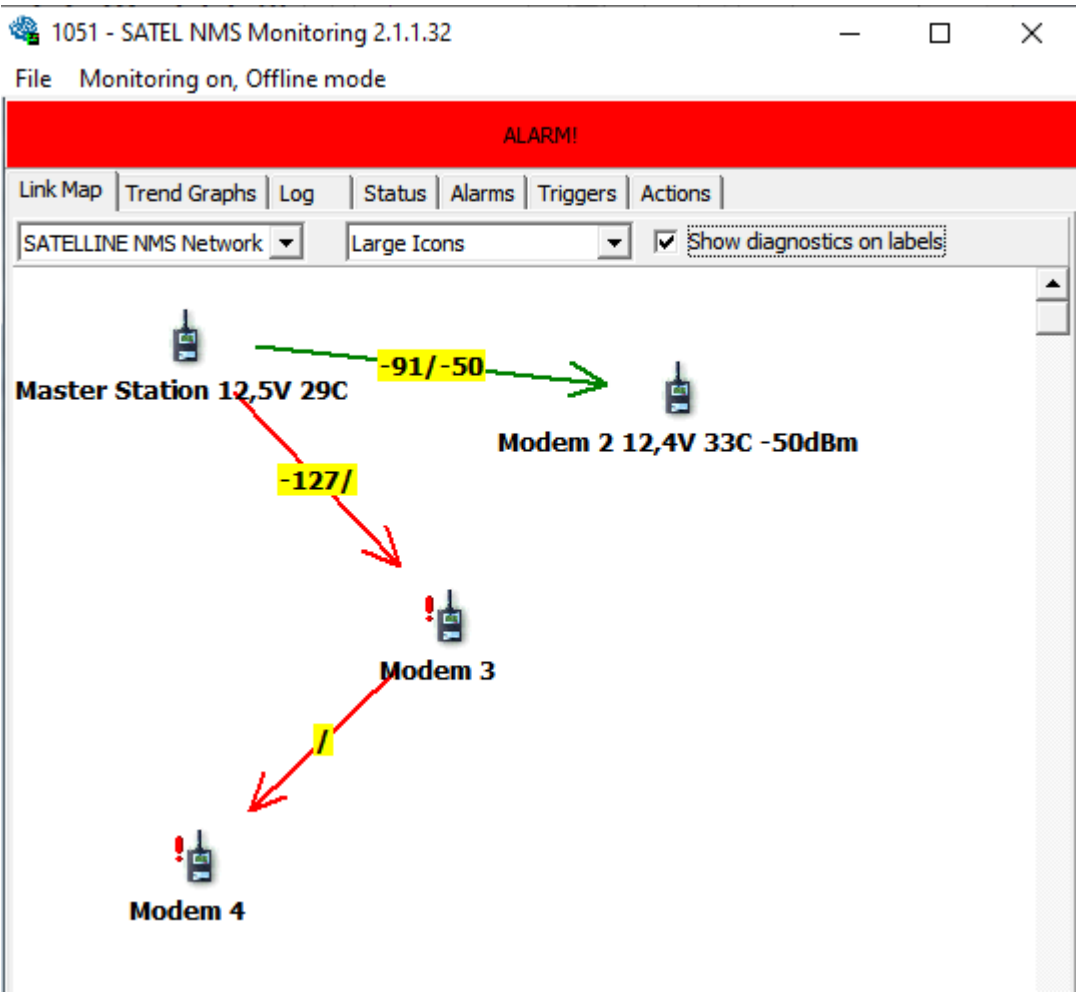 1051 - SATEL NMS Monitoring 2.1.1.32
File Monitoring on, Offline mode
ALARM!
Link Map Trend Graphs Log Status Alarms Triggers Actions
SATELLINE NMS Network Large Icons Show diagnostics on labels
-91/-50
Master Station 12,5V 29C
Modem 2 12,4V 33C -50dBm
-127/
Modem 3
/
Modem 4